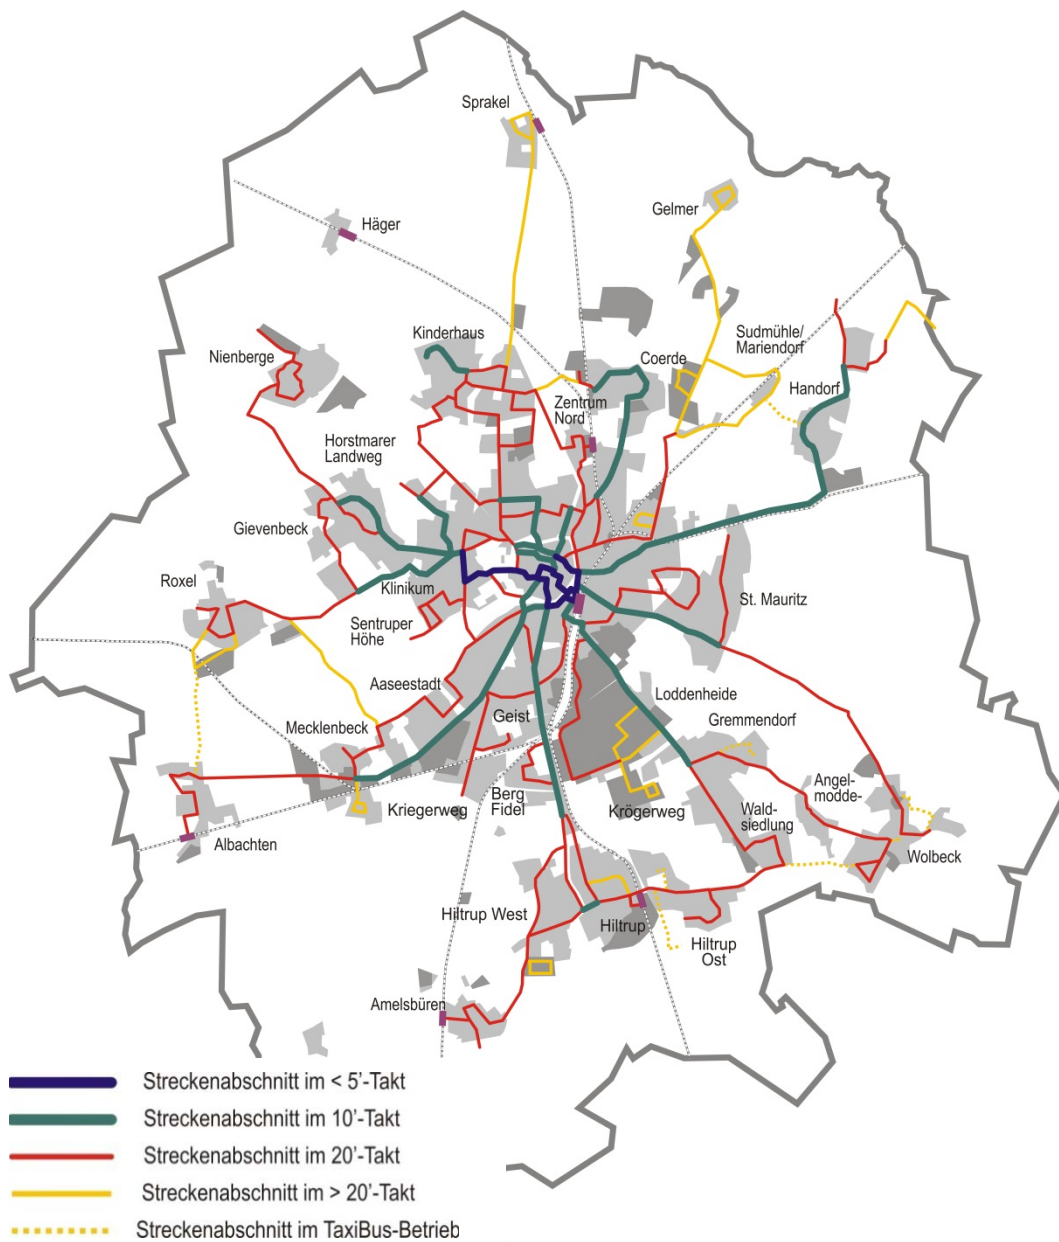 Sprakel
Gelmer
Häger
Kinderhaus
Sudmühle/
Mariendorf
Nienberge
Coerde
Handorf
Zentrum
Nord
Horstmarer
Landweg
Gievenbeck
Roxel
Klinikum
St. Mauritz
Sentruper
Höhe
Aaseestadt
Loddenheide
Geist
Gremmendorf
Mecklenbeck
Angel-
modde-
Berg
Fidel
Kriegerweg
Krögerweg
Wald-
siedlung
Albachten
Wolbeck
Hiltrup West
Hiltrup
Hiltrup
Ost
Amelsbüren
Streckenabschnitt im < 5'-Takt
Streckenabschnitt im 10'-Takt
Streckenabschnitt im 20'-Takt
Streckenabschnitt im > 20'-Takt
Streckenabschnitt im TaxiBus-Betrieb